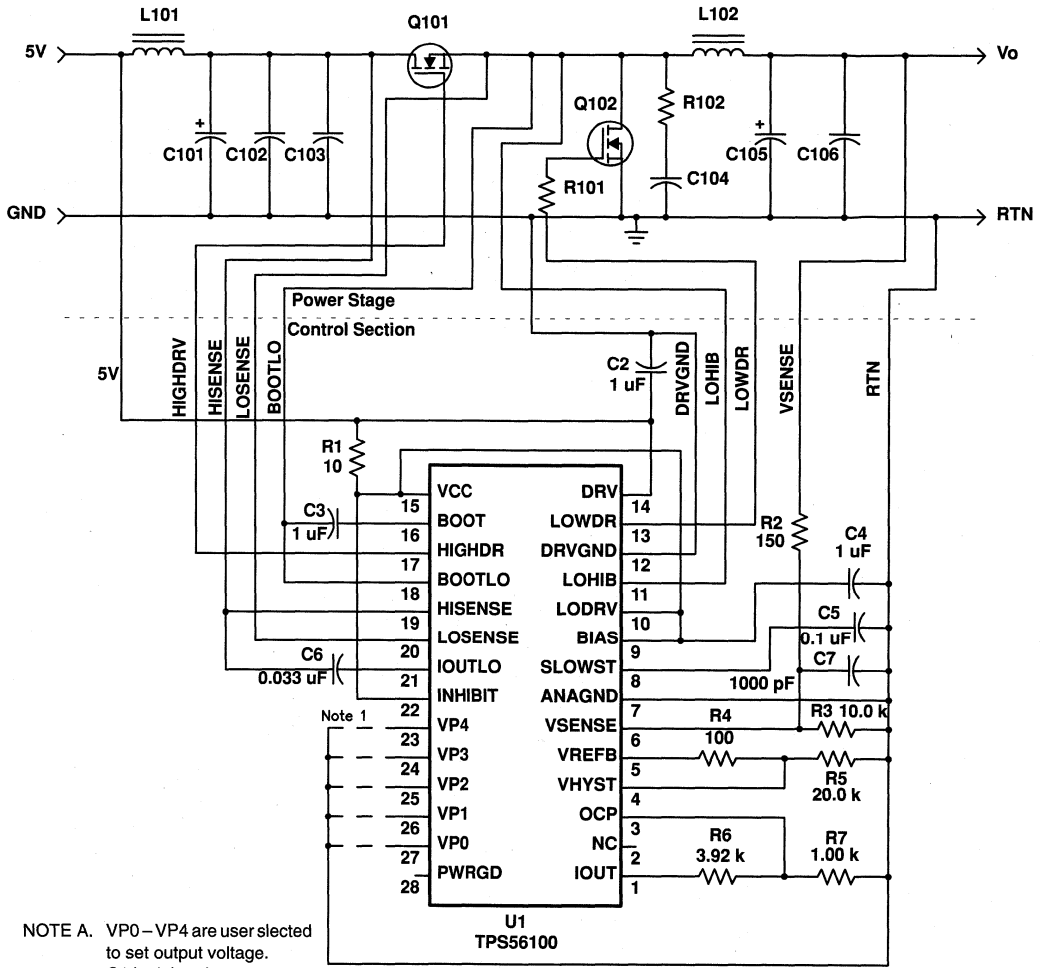 L101
Q101
L102
5V
Vo
Q102
R102
+
C101
C102
C103
+
C105
C106
R101
C104
GND
RTN
Power Stage
Control Section
HIGHDRV
HISENSE
LOSENSE
BOOTLO
5V
C2
1 uF
DRVGND
LOHIB
LOWDR
VSENSE
RTN
R1
10
C3
1 uF
R2
150
C4
1 uF
C5
0.1 uF
C6
0.033 uF
C7
1000 pF
VCC
15
BOOT
16
HIGHDR
17
BOOTLO
18
HISENSE
19
LOSENSE
20
IOUTLO
21
INHIBIT
22
VP4
23
VP3
24
VP2
25
VP1
26
VP0
27
PWRGD
28
DRV
14
LOWDR
13
DRVGND
12
LOHIB
11
LODRV
10
BIAS
9
SLOWST
8
ANAGND
7
VSENSE
6
VREFB
5
VHYST
4
OCP
3
NC
2
IOUT
1
Note 1
R3 10.0 k
R4
100
R5
20.0 k
R6
3.92 k
R7
1.00 k
U1
TPS56100
NOTE A. VP0–VP4 are user slected
to set output voltage.